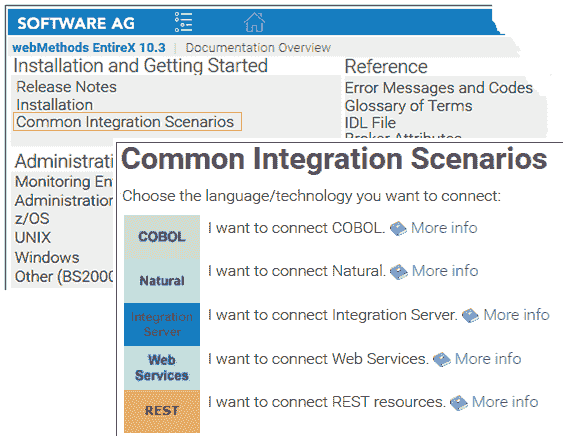 SOFTWARE AG
webMethods EntireX 10.3 | Documentation Overview
Installation and Getting Started
Reference
Release Notes
Installation
Common Integration Scenarios
Error Messages and Codes
Glossary of Terms
IDL File
Broker Attributes
Administrati
Monitoring En
Administration
z/OS
UNIX
Windows
Other (BS2000
Common Integration Scenarios
Choose the language/technology you want to connect:
COBOL
I want to connect COBOL. More info
Natural
I want to connect Natural. More info
Integration
Server
I want to connect Integration Server. More info
Web
Services
I want to connect Web Services. More info
REST
I want to connect REST resources. More info